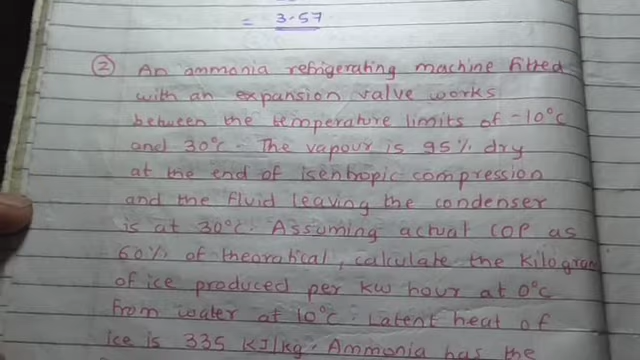 = 3.57
② An ammonia refrigerating machine fitted
with an expansion valve works
between the temperature limits of -10°C
and 30°C. The vapour is 95% dry
at the end of isentropic compression
and the fluid leaving the condenser
is at 30°C. Assuming actual COP as
60% of theoratical, calculate the kilogram
of ice produced per kw hour at 0°C
from water at 10°C. Latent heat of
ice is 335 KJ/kg. Ammonia has the